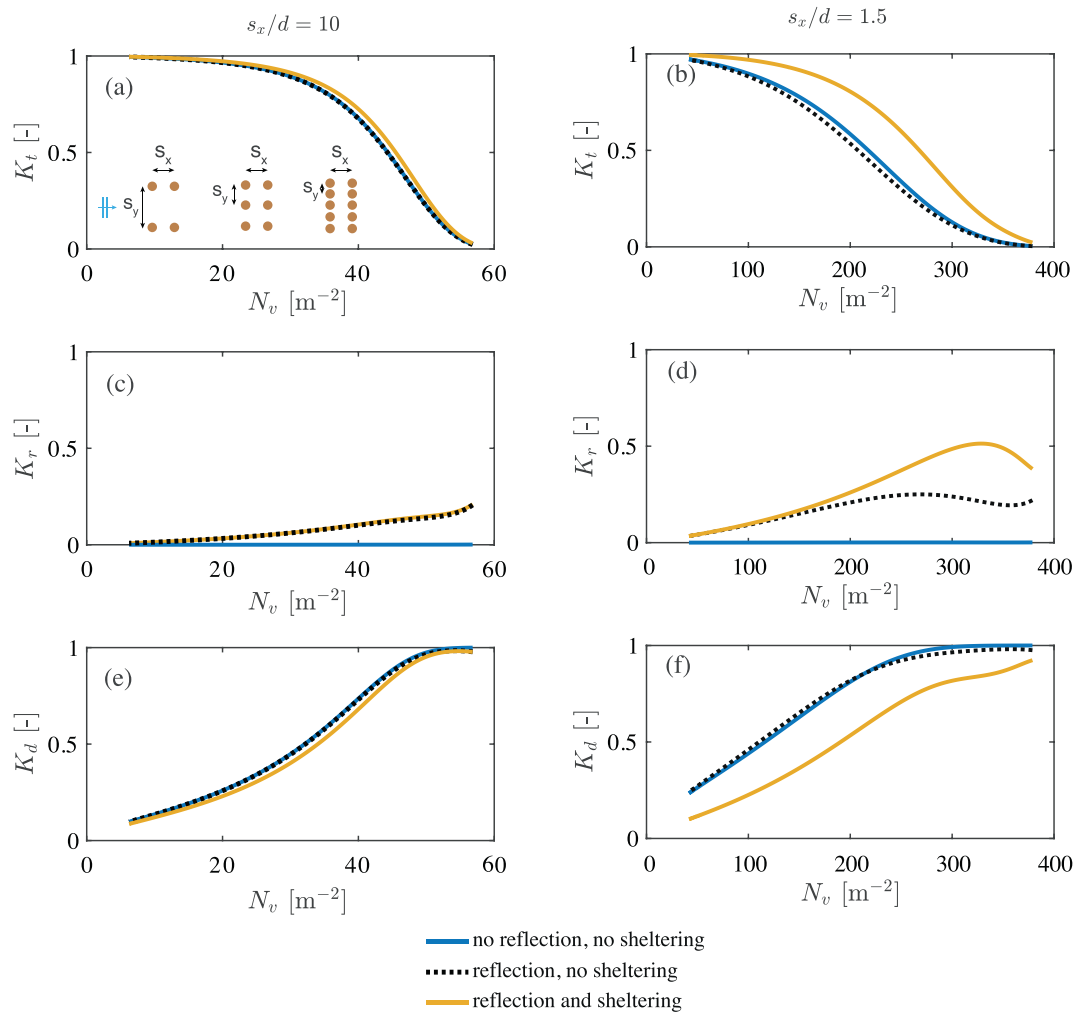 s_x/d = 10
s_x/d = 1.5
1
(a)
K_t [-]
0.5
S_x
S_x
S_x
S_y
S_y
S_y
0
0 20 40 60
N_v [m⁻²]
1
(b)
K_t [-]
0.5
0
0 100 200 300 400
N_v [m⁻²]
1
(c)
K_r [-]
0.5
0
0 20 40 60
N_v [m⁻²]
1
(d)
K_r [-]
0.5
0
0 100 200 300 400
N_v [m⁻²]
1
(e)
K_d [-]
0.5
0
0 20 40 60
N_v [m⁻²]
1
(f)
K_d [-]
0.5
0
0 100 200 300 400
N_v [m⁻²]
no reflection, no sheltering
reflection, no sheltering
reflection and sheltering